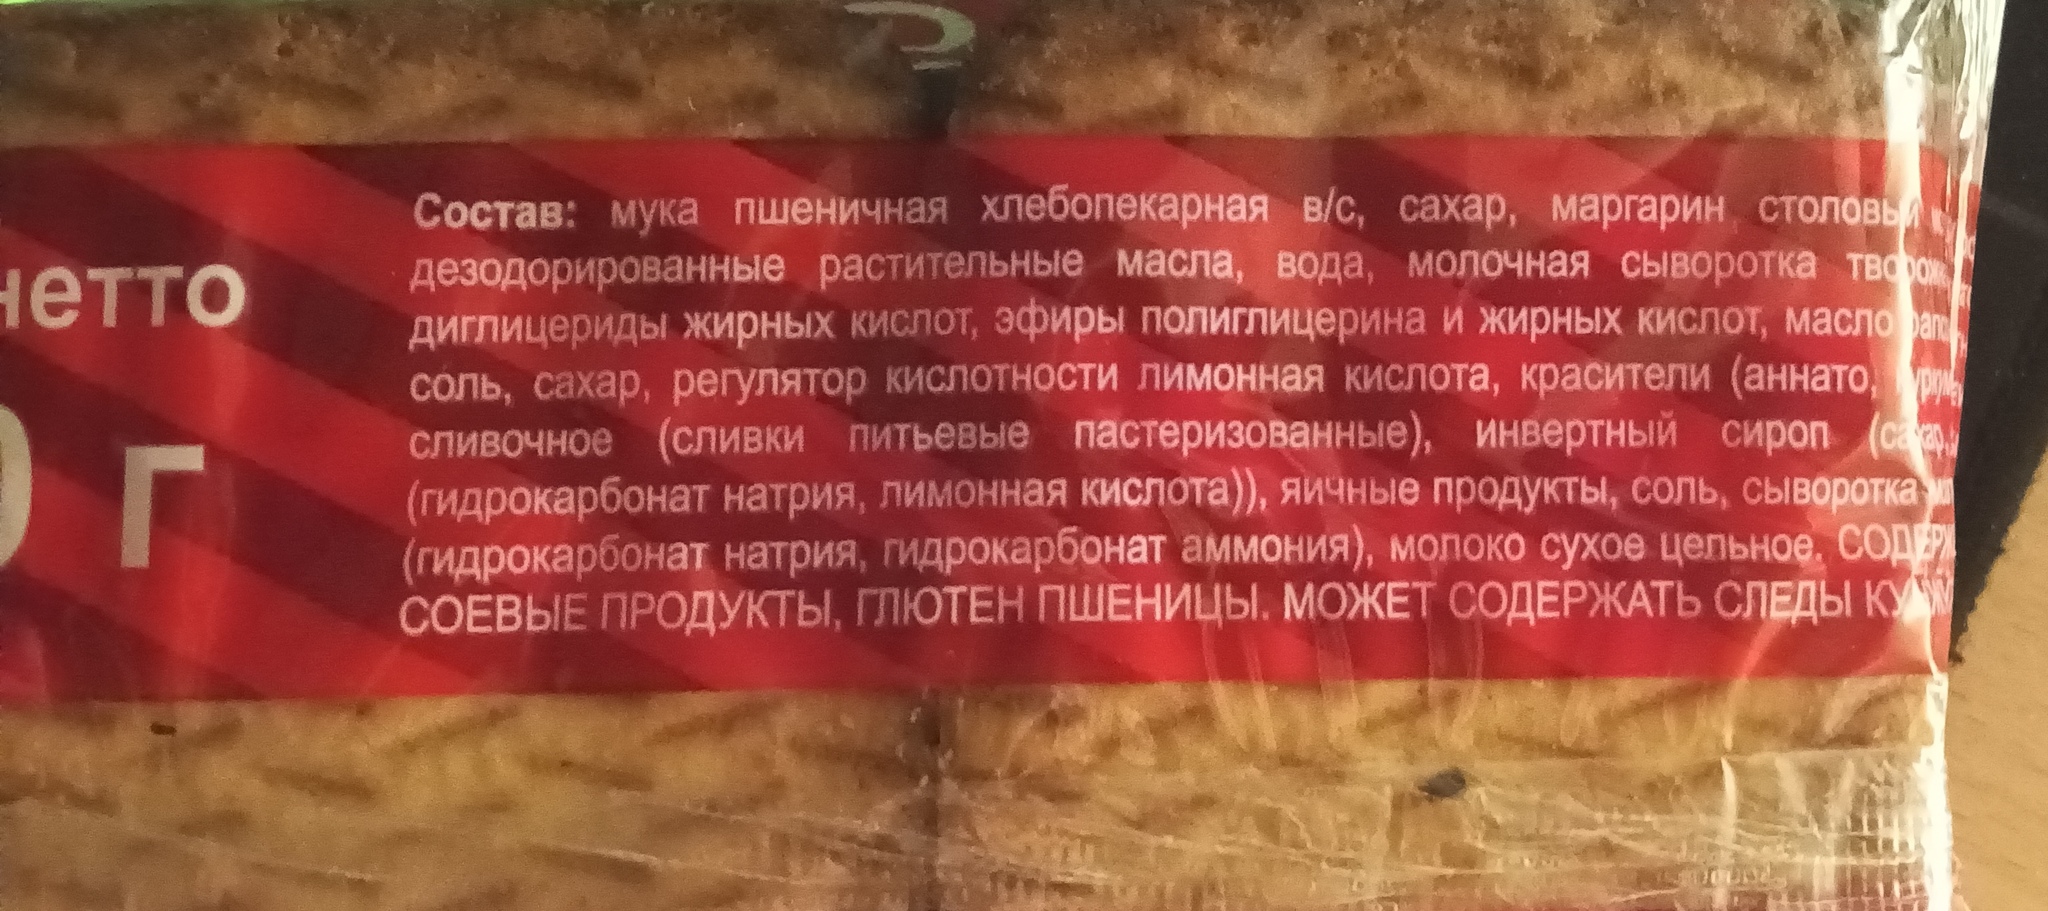 нетто
г
Состав: мука пшеничная хлебопекарная в/с, сахар, маргарин столовый
дезодорированные растительные масла, вода, молочная сыворотка
диглицериды жирных кислот, эфиры полиглицерина и жирных кислот, масло
соль, сахар, регулятор кислотности лимонная кислота, красители (аннато,
сливочное (сливки питьевые пастеризованные), инвертный сироп (сахар,
(гидрокарбонат натрия, лимонная кислота)), яичные продукты, соль, сыворотка
(гидрокарбонат натрия, гидрокарбонат аммония), молоко сухое цельное.
СОЕВЫЕ ПРОДУКТЫ, ГЛЮТЕН ПШЕНИЦЫ. МОЖЕТ СОДЕРЖАТЬ СЛЕДЫ